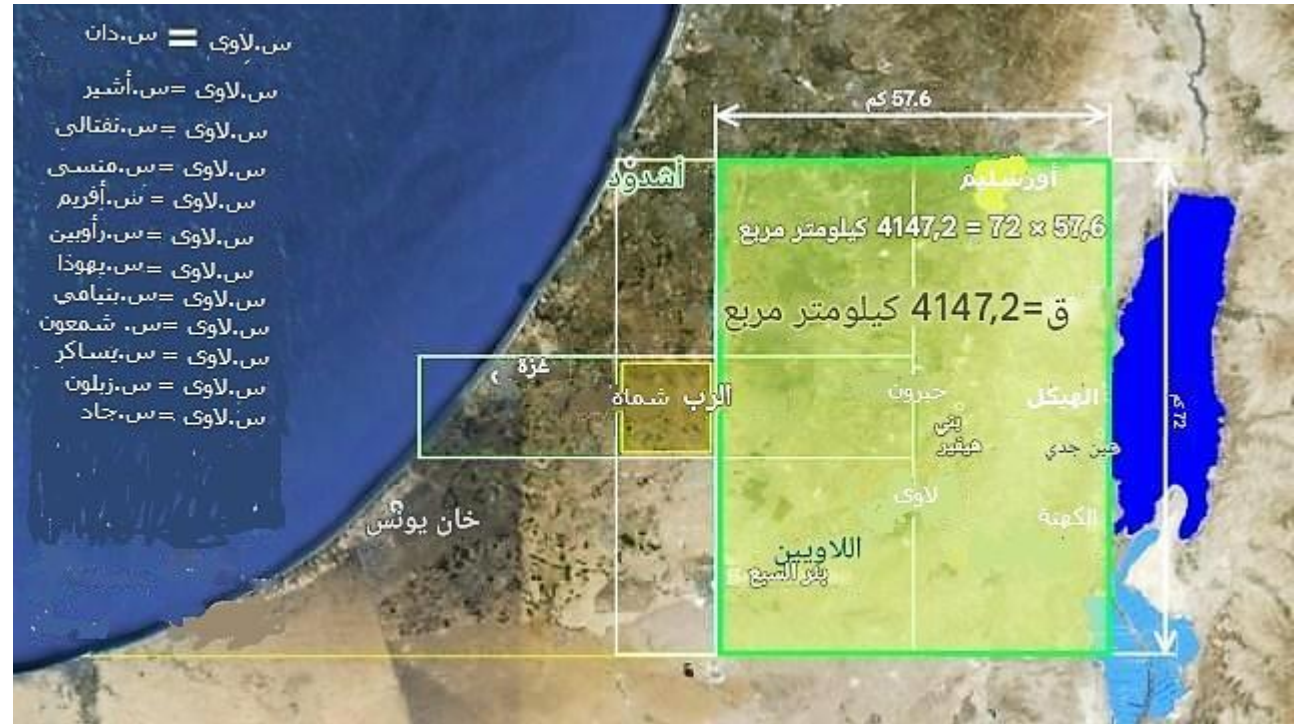 س.لاوى = س.دان
س.لاوى =س.أشير
س.لاوى =س.نفتالى
س.لاوى =س.منسى
س.لاوى = س.أفريم
س.لاوى =س.رأوبين
س.لاوى =س.يهوذا
س.لاوى =س.بنيامي
س.لاوى =س. شمعون
س.لاوى = س.يساكر
س.لاوى = س.زبلون
س.لاوى =س.جاد
57.6 كم
أشدود
أورشليم
57,6 × 72 = 4147,2 كيلومتر مربع
ق=4147,2 كيلومتر مربع
غزة
الرب شماه
حبرون
الهيكل
72 كم
بني
هيفير
عين جدي
لاوى
الكهنة
خان يونس
اللاويين
بئر السبع